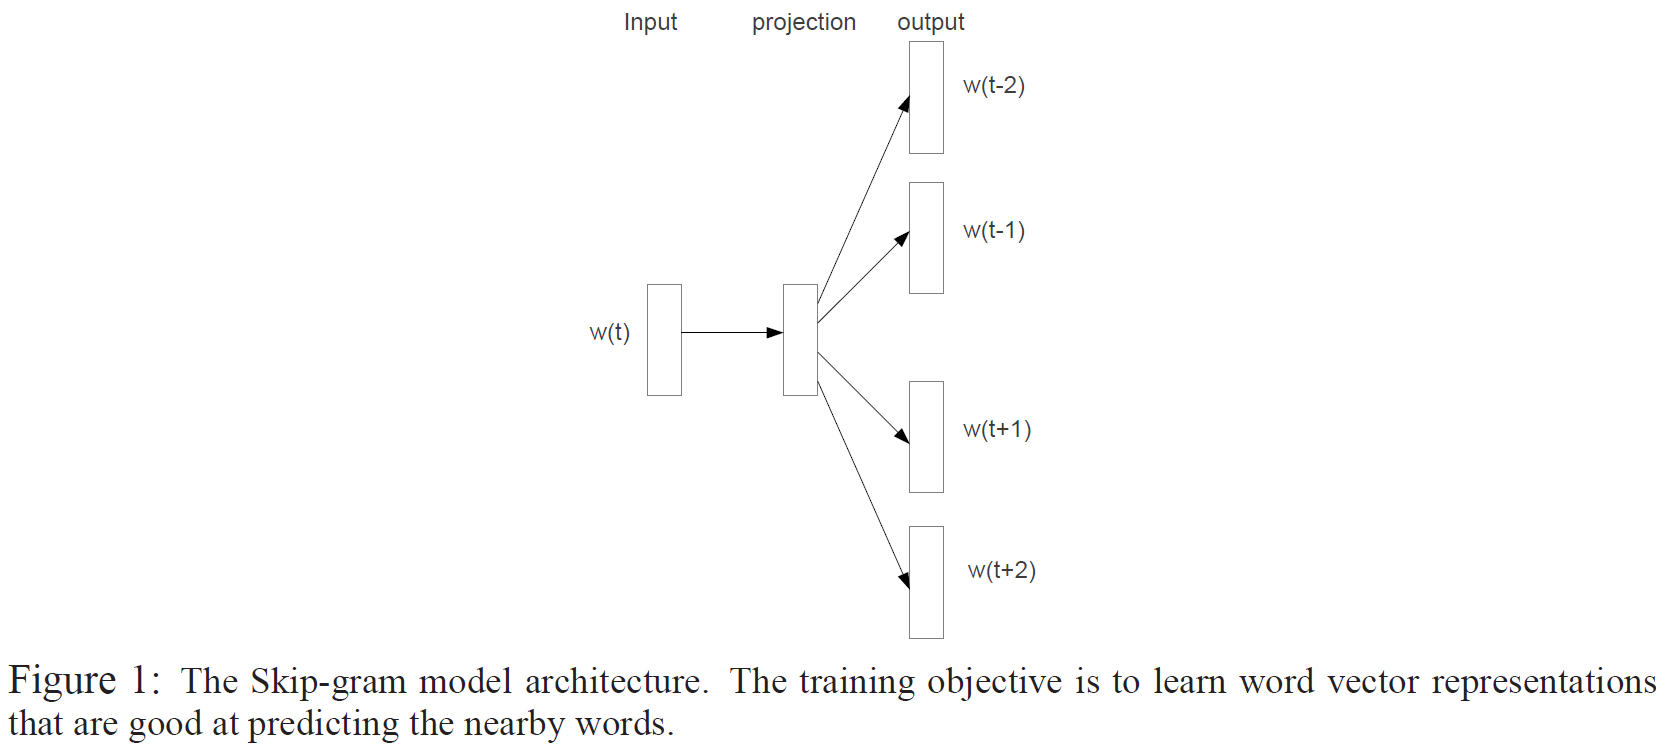 Input projection output
w(t-2)
w(t-1)
w(t)
w(t+1)
w(t+2)
Figure 1: The Skip-gram model architecture. The training objective is to learn word vector representations
that are good at predicting the nearby words.